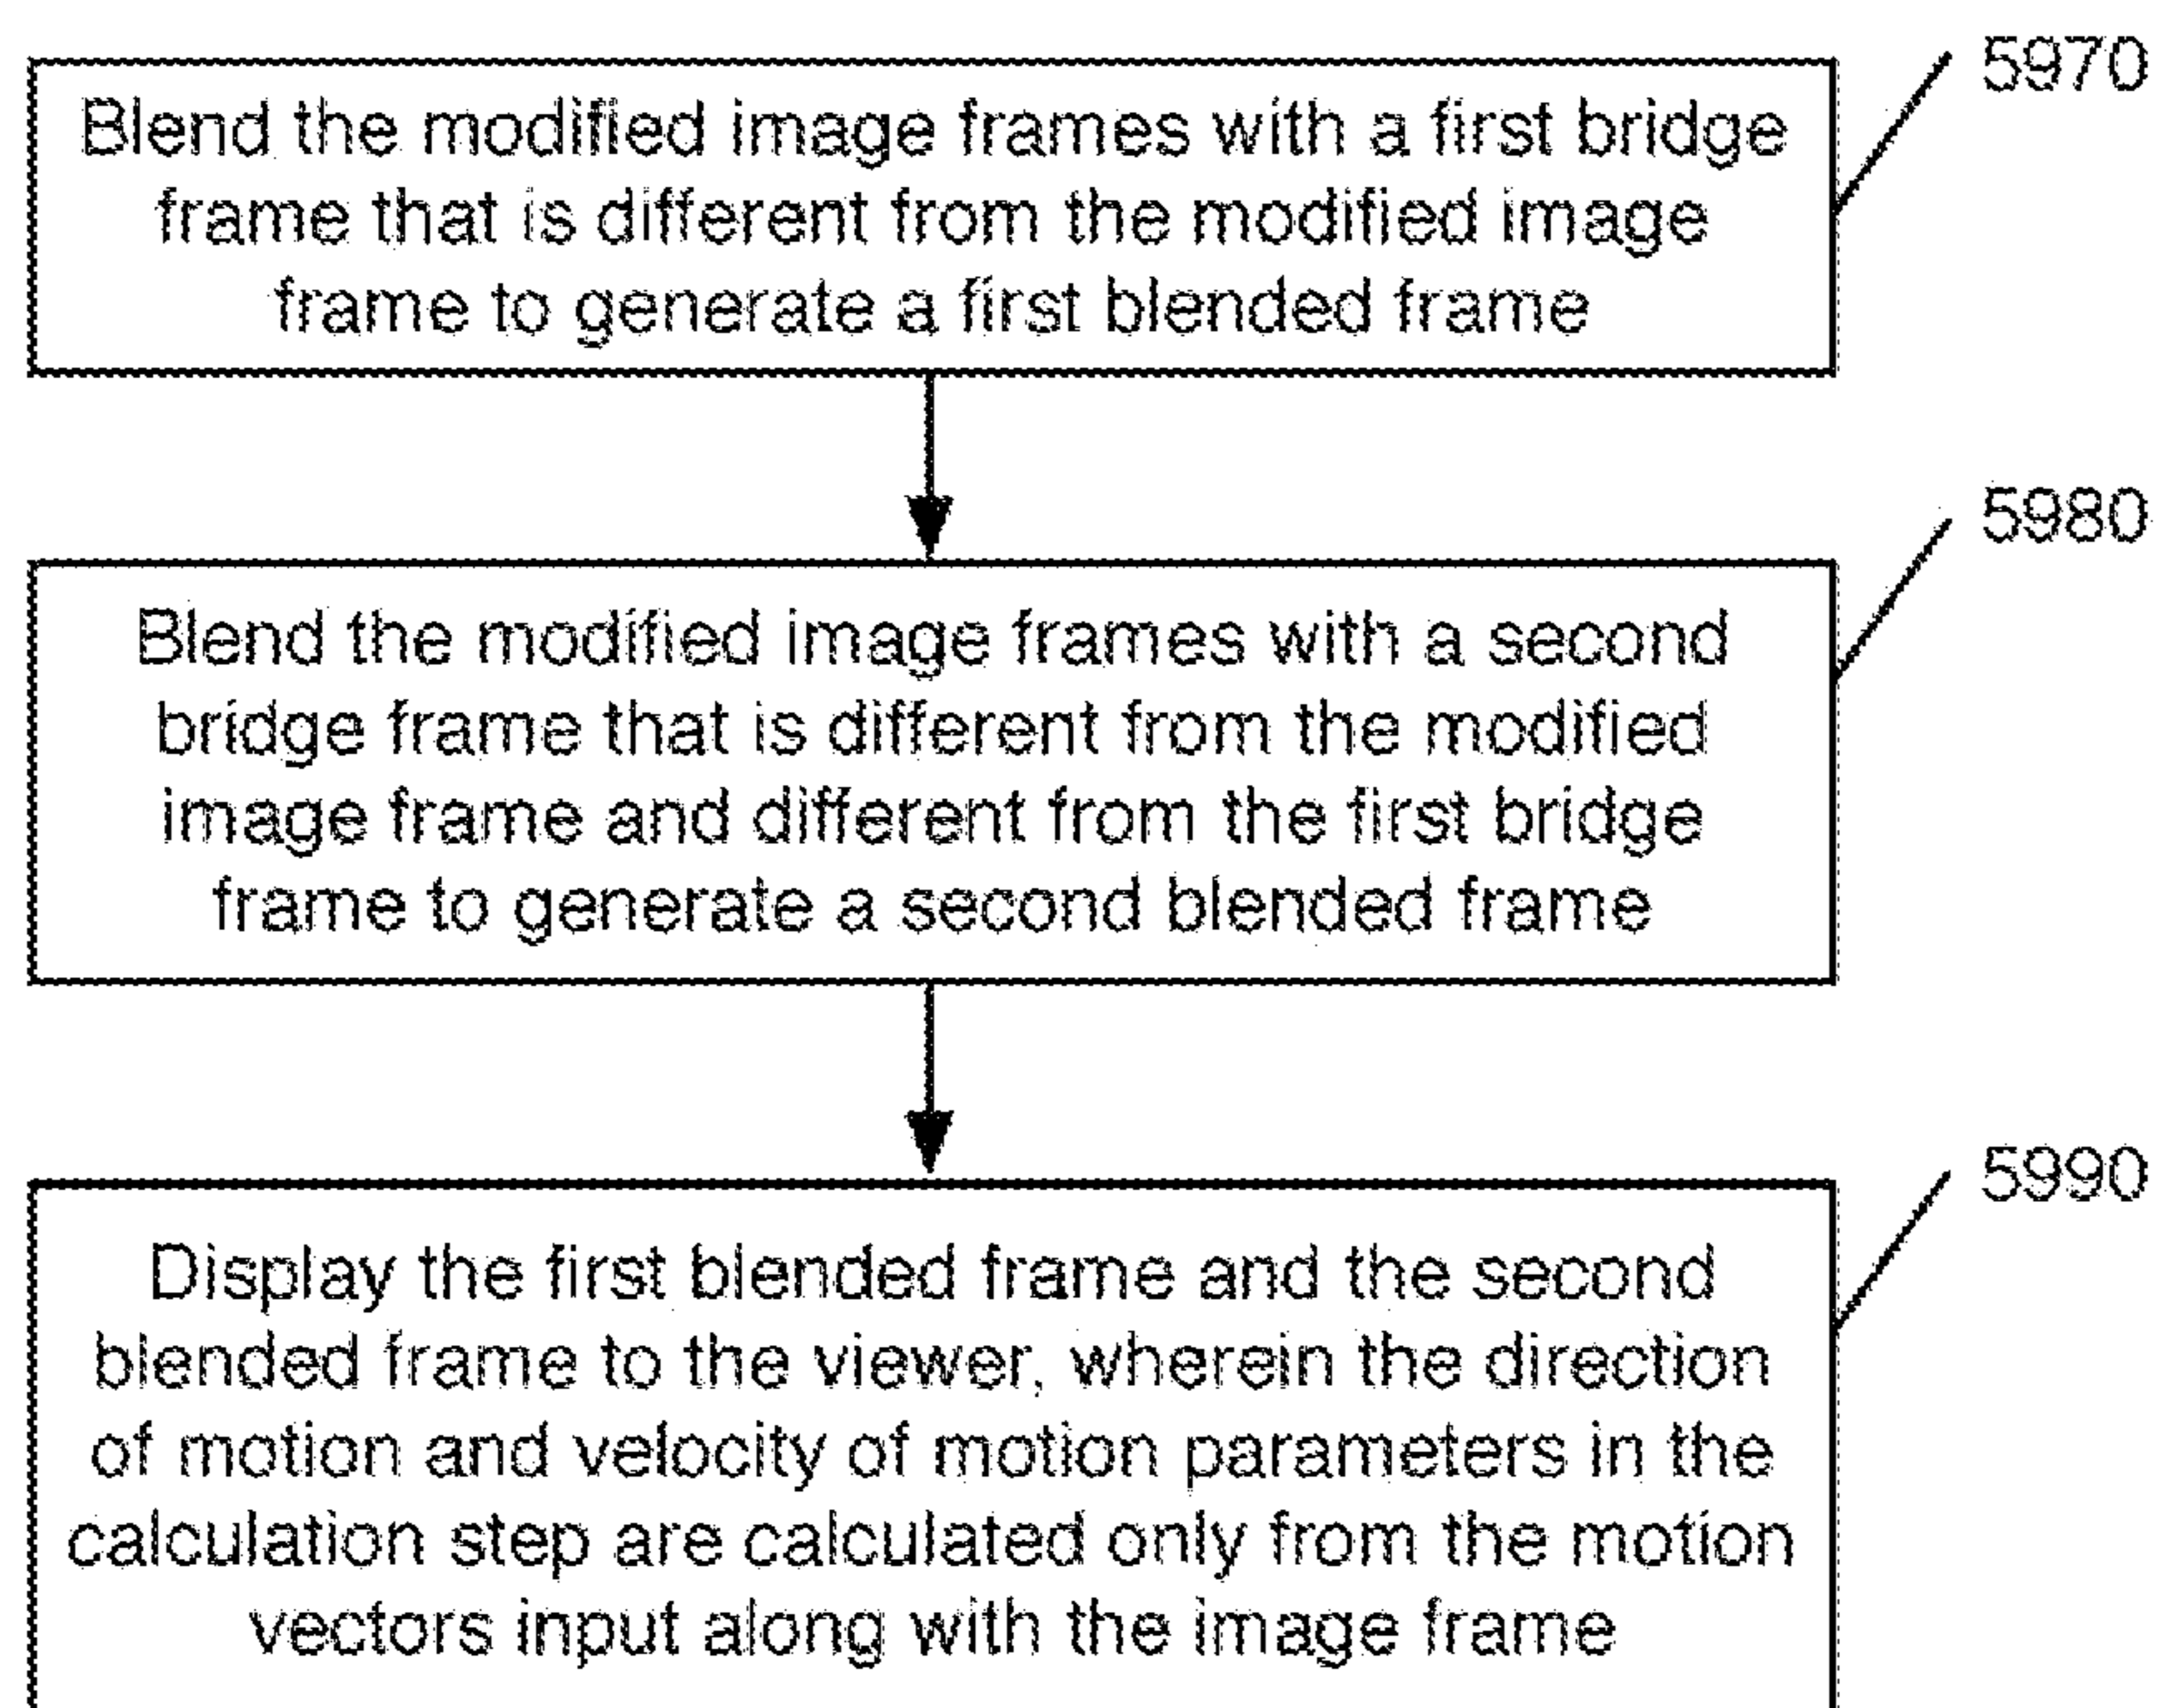 5970
Blend the modified image frames with a first bridge
frame that is different from the modified image
frame to generate a first blended frame
5980
Blend the modified image frames with a second
bridge frame that is different from the modified
image frame and different from the first bridge
frame to generate a second blended frame
5990
Display the first blended frame and the second
blended frame to the viewer, wherein the direction
of motion and velocity of motion parameters in the
calculation step are calculated only from the motion
vectors input along with the image frame